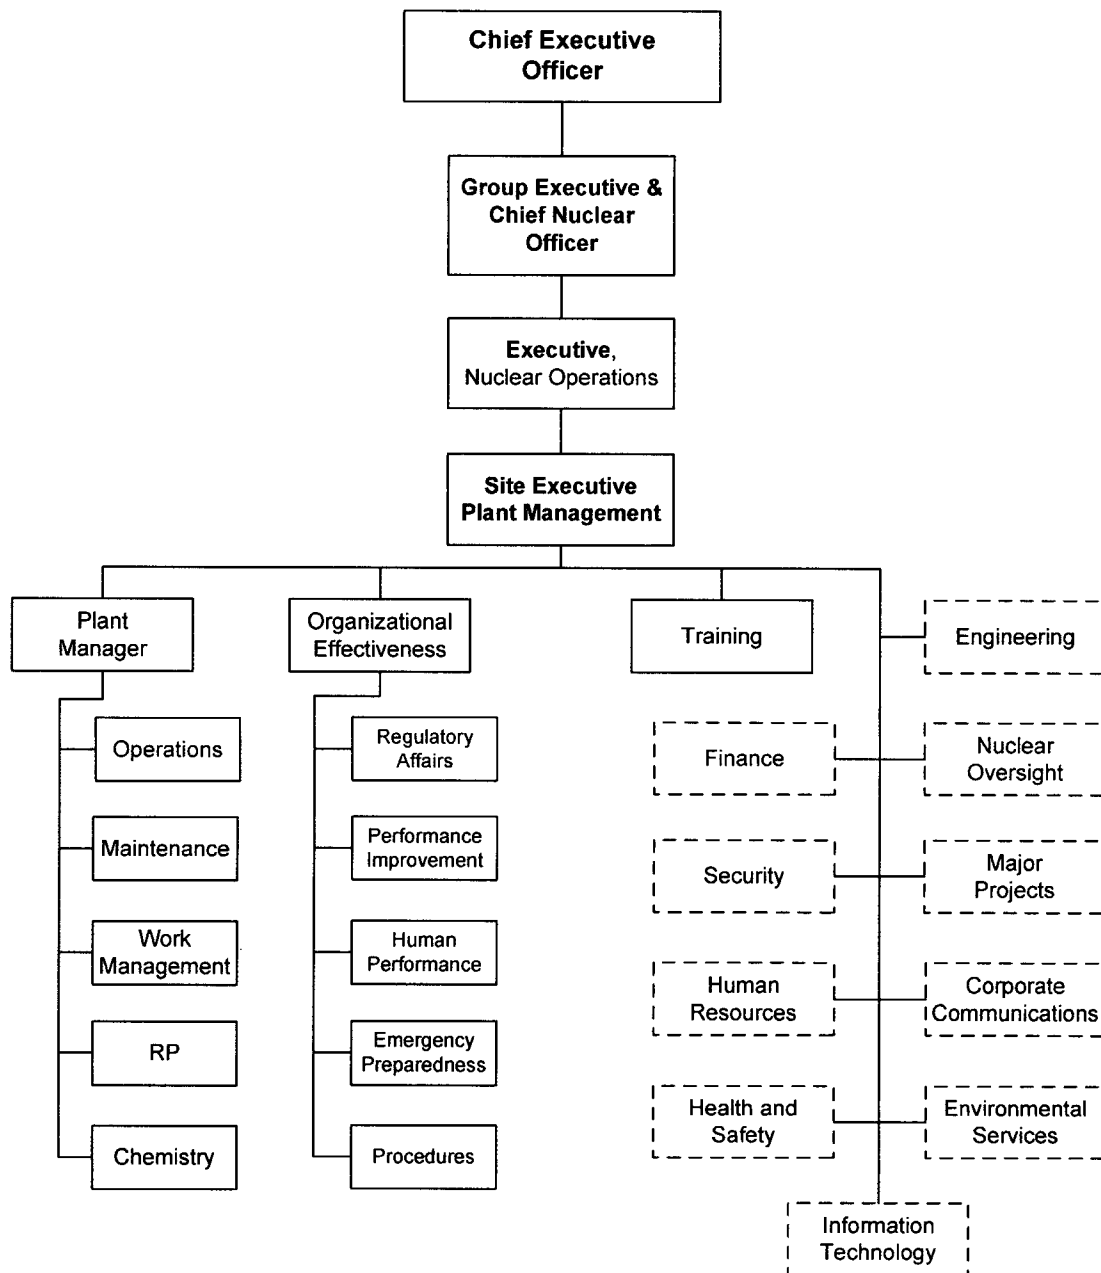 Chief Executive
Officer
Group Executive &
Chief Nuclear
Officer
Executive,
Nuclear Operations
Site Executive
Plant Management
Plant
Manager
Organizational
Effectiveness
Training
Engineering
Operations
Regulatory
Affairs
Finance
Nuclear
Oversight
Maintenance
Performance
Improvement
Security
Major
Projects
Work
Management
Human
Performance
Human
Resources
Corporate
Communications
RP
Emergency
Preparedness
Health and
Safety
Environmental
Services
Chemistry
Procedures
Information
Technology